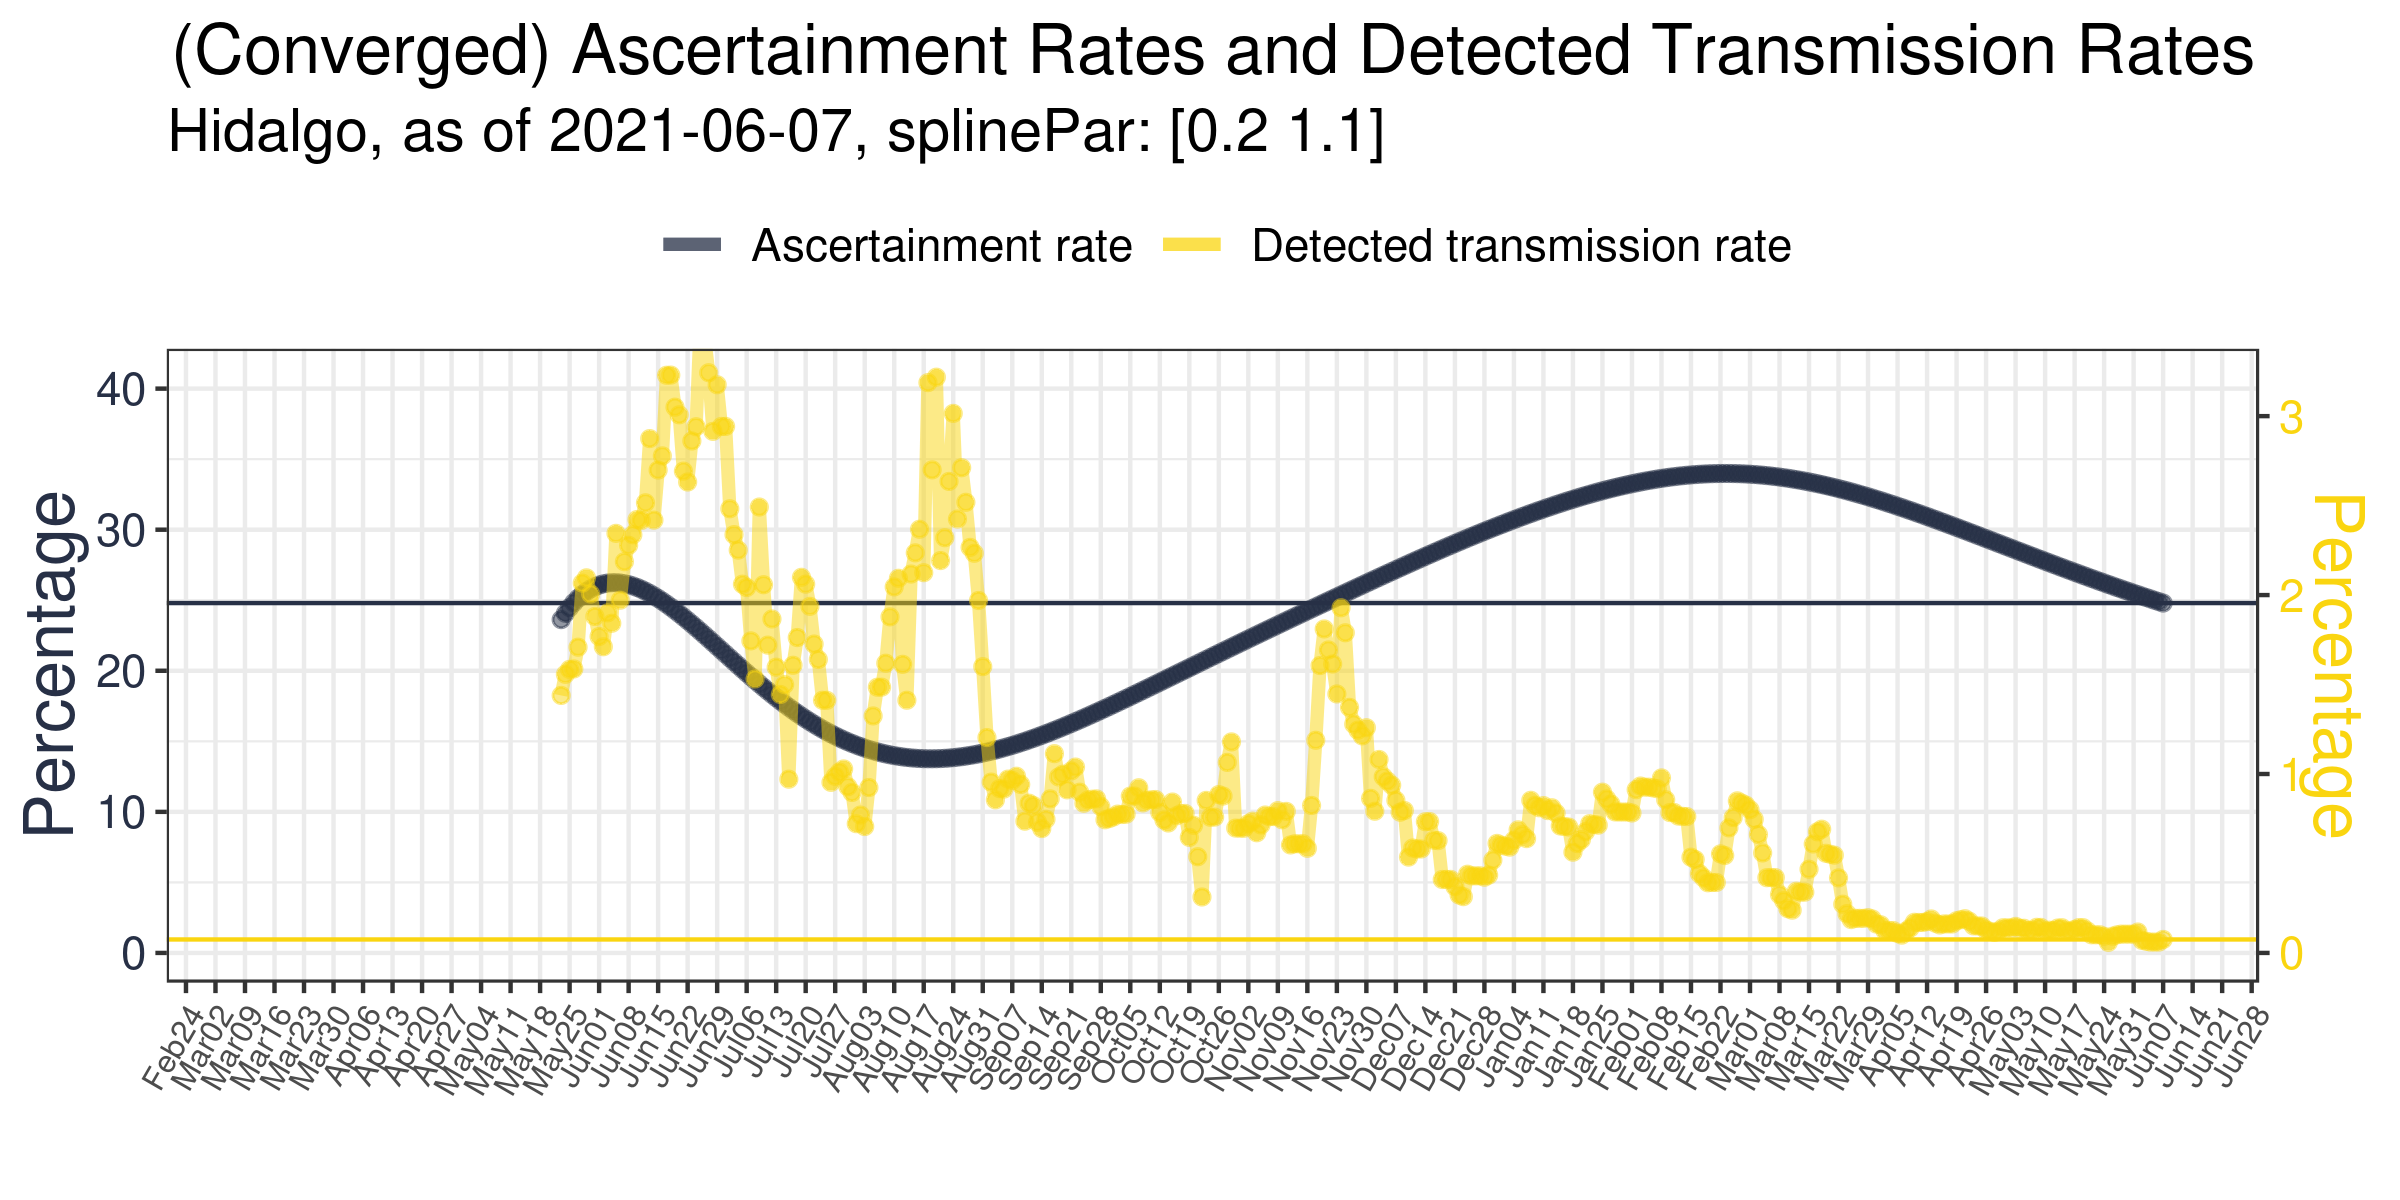 (Converged) Ascertainment Rates and Detected Transmission Rates
Hidalgo, as of 2021-06-07, splinePar: [0.2 1.1]
Ascertainment rate
Detected transmission rate
Percentage
40
30
20
10
0
3
2
1
0
Percentage
Feb24
Mar02
Mar09
Mar16
Mar23
Mar30
Apr06
Apr13
Apr20
Apr27
May04
May11
May18
May25
Jun01
Jun08
Jun15
Jun22
Jun29
Jul06
Jul13
Jul20
Jul27
Aug03
Aug10
Aug17
Aug24
Aug31
Sep07
Sep14
Sep21
Sep28
Oct05
Oct12
Oct19
Oct26
Nov02
Nov09
Nov16
Nov23
Nov30
Dec07
Dec14
Dec21
Dec28
Jan04
Jan11
Jan18
Jan25
Feb01
Feb08
Feb15
Feb22
Mar01
Mar08
Mar15
Mar22
Mar29
Apr05
Apr12
Apr19
Apr26
May03
May10
May17
May24
May31
Jun07
Jun14
Jun21
Jun28